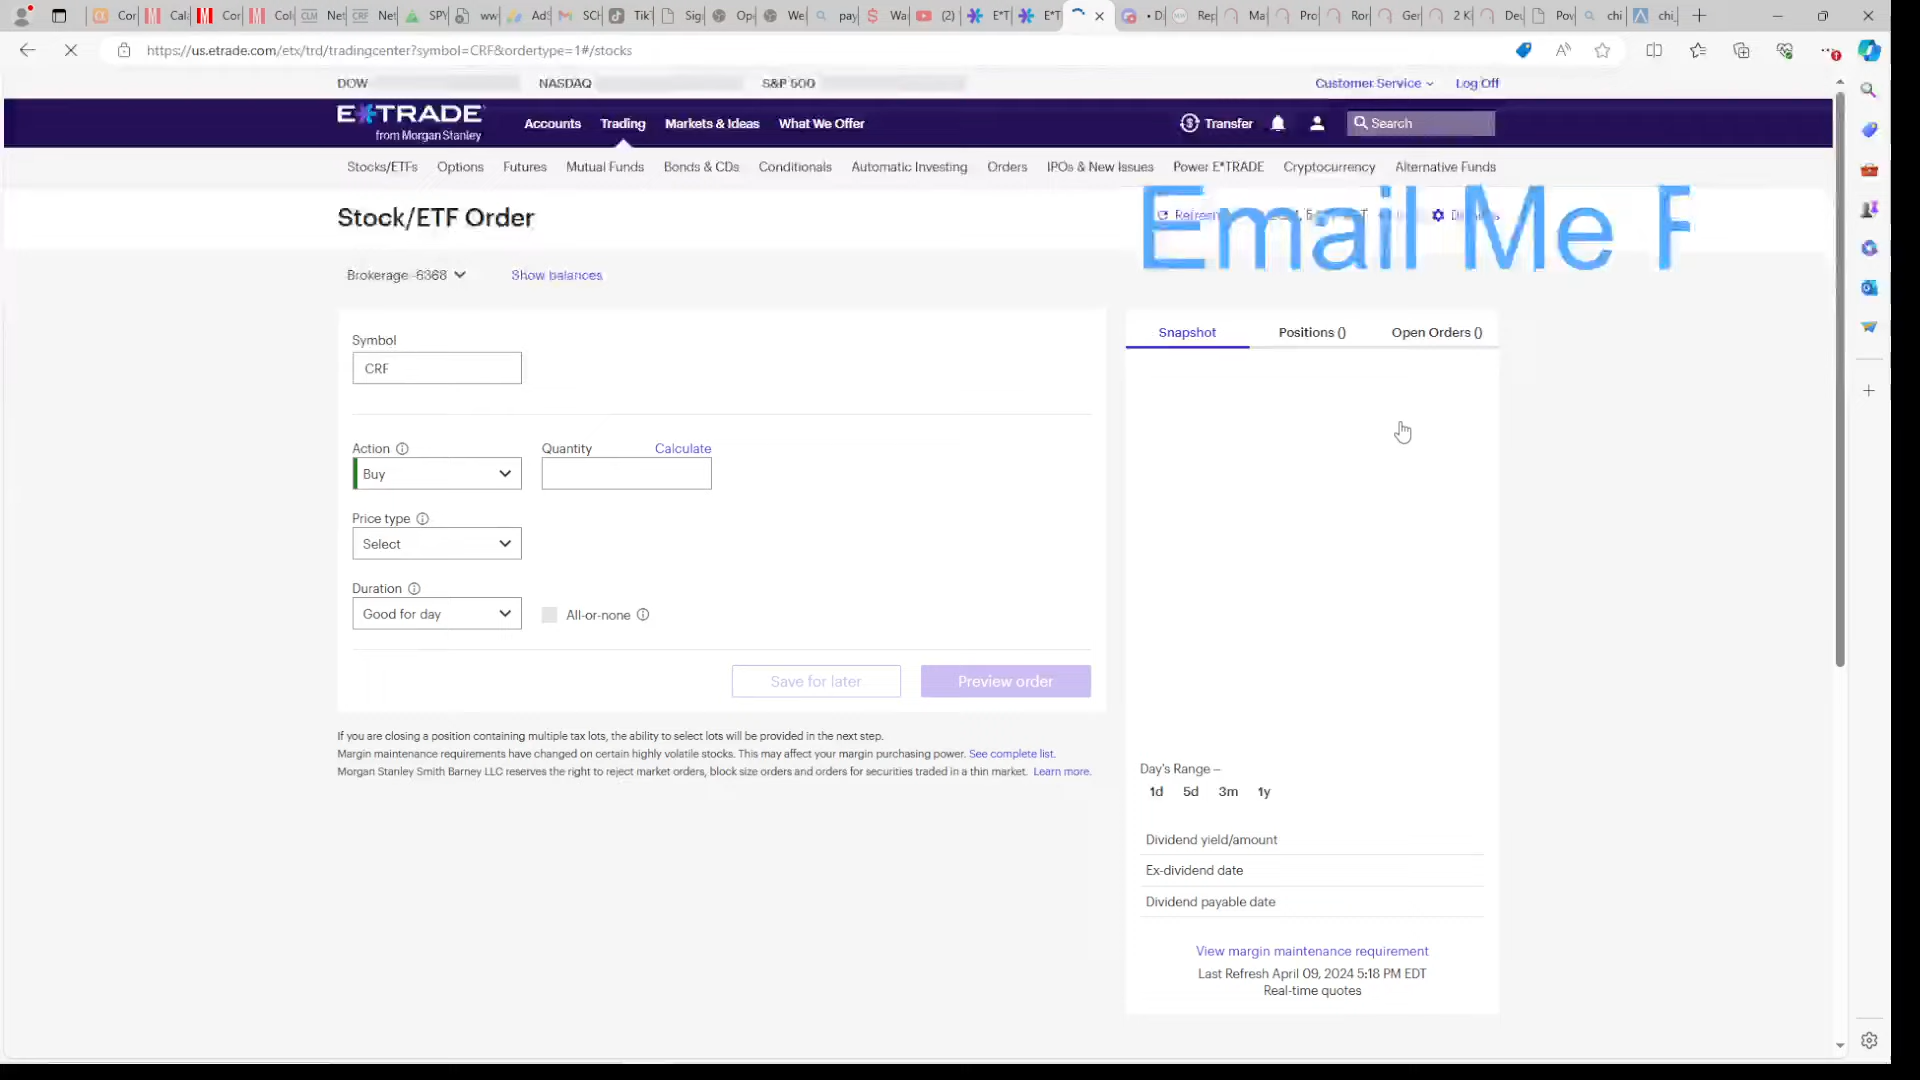 https://us.etrade.com/etx/trd/tradingcenter?symbol=CRF&ordertype=1#/stocks
DOW NASDAQ S&P 500 Customer Service Log Off
E*TRADE
from Morgan Stanley
Accounts Trading Markets & Ideas What We Offer Transfer Search
Stocks/ETFs Options Futures Mutual Funds Bonds & CDs Conditionals Automatic Investing Orders IPOs & New Issues Power E*TRADE Cryptocurrency Alternative Funds
Stock/ETF Order
Email Me F
Refresh
Brokerage -6368 Show balances
Symbol
CRF
Action Quantity Calculate
Buy
Price type
Select
Duration
Good for day All-or-none
Save for later Preview order
If you are closing a position containing multiple tax lots, the ability to select lots will be provided in the next step.
Margin maintenance requirements have changed on certain highly volatile stocks. This may affect your margin purchasing power. See complete list.
Morgan Stanley Smith Barney LLC reserves the right to reject market orders, block size orders and orders for securities traded in a thin market. Learn more.
Snapshot Positions () Open Orders ()
Day's Range –
1d 5d 3m 1y
Dividend yield/amount
Ex-dividend date
Dividend payable date
View margin maintenance requirement
Last Refresh April 09, 2024 5:18 PM EDT
Real-time quotes